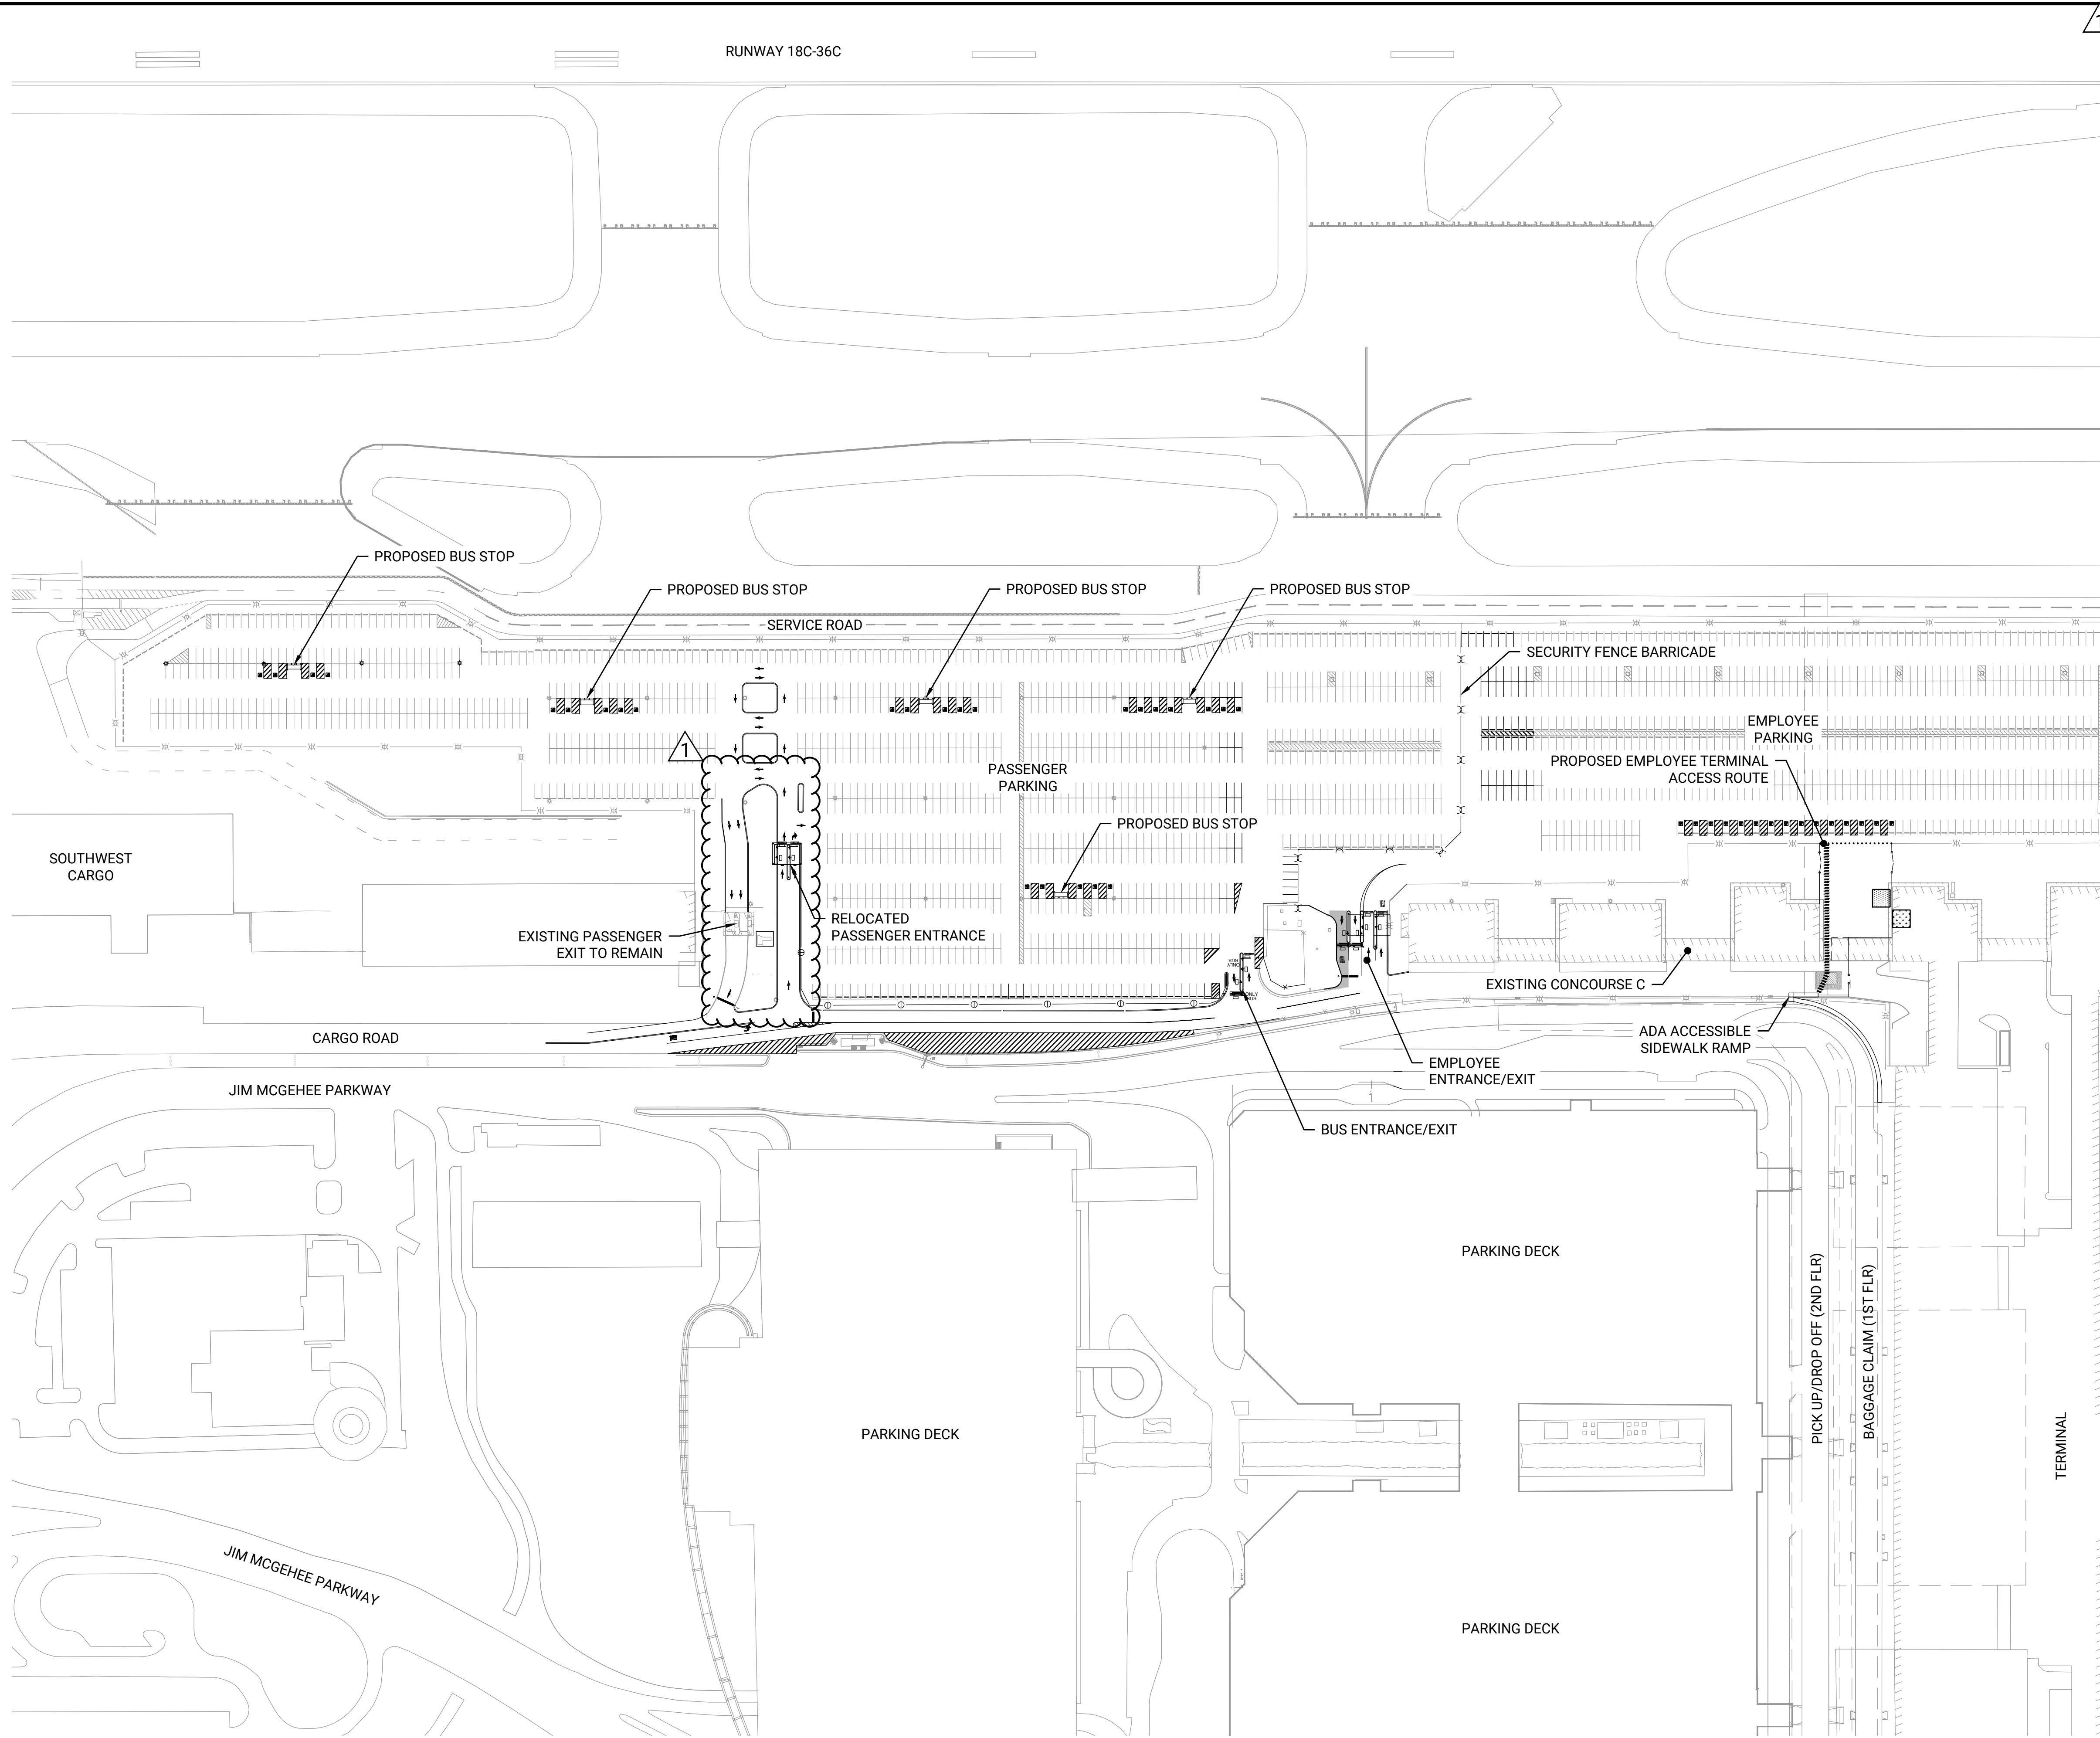 RUNWAY 18C-36C
PROPOSED BUS STOP
PROPOSED BUS STOP
PROPOSED BUS STOP
PROPOSED BUS STOP
SERVICE ROAD
SECURITY FENCE BARRICADE
EMPLOYEE
PARKING
1
PROPOSED EMPLOYEE TERMINAL
ACCESS ROUTE
PASSENGER
PARKING
PROPOSED BUS STOP
SOUTHWEST
CARGO
RELOCATED
PASSENGER ENTRANCE
EXISTING PASSENGER
EXIT TO REMAIN
EXISTING CONCOURSE C
BUS
ONLY
ONLY
BUS
CARGO ROAD
ADA ACCESSIBLE
SIDEWALK RAMP
EMPLOYEE
ENTRANCE/EXIT
JIM MCGEHEE PARKWAY
BUS ENTRANCE/EXIT
PARKING DECK
PICK UP/DROP OFF (2ND FLR)
BAGGAGE CLAIM (1ST FLR)
PARKING DECK
TERMINAL
JIM MCGEHEE PARKWAY
PARKING DECK